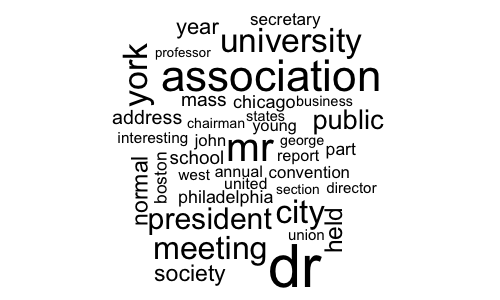 secretary
year
university
professor
york
association
mass chicago business
address chairman states public
young
interesting john mr george part
school report
normal boston west annual convention
united section director
philadelphia
president city held
union
meeting
society dr